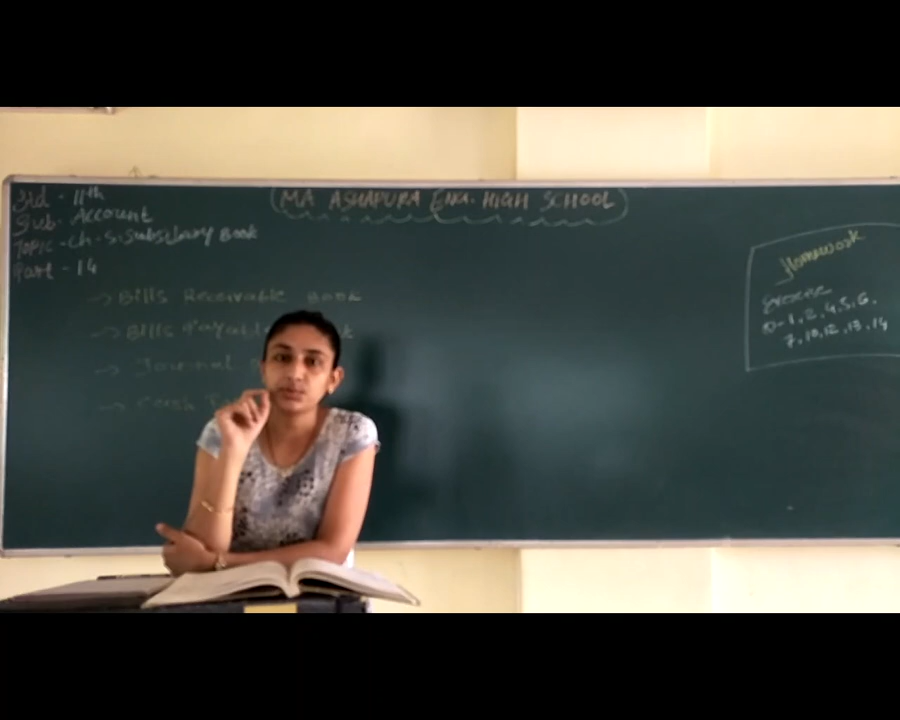 MA ASHAPURA ENG. HIGH SCHOOL
Std - 11th
Sub- Account
Topic - Ch-5. Subsidiary Book
Part - 14
→ Bills Receivable Book
→ Bills Payable
→ Journal
→ Cash
Homework
Exercise
Q-1, 2, 4, 5, 6,
7, 10, 12, 13, 14